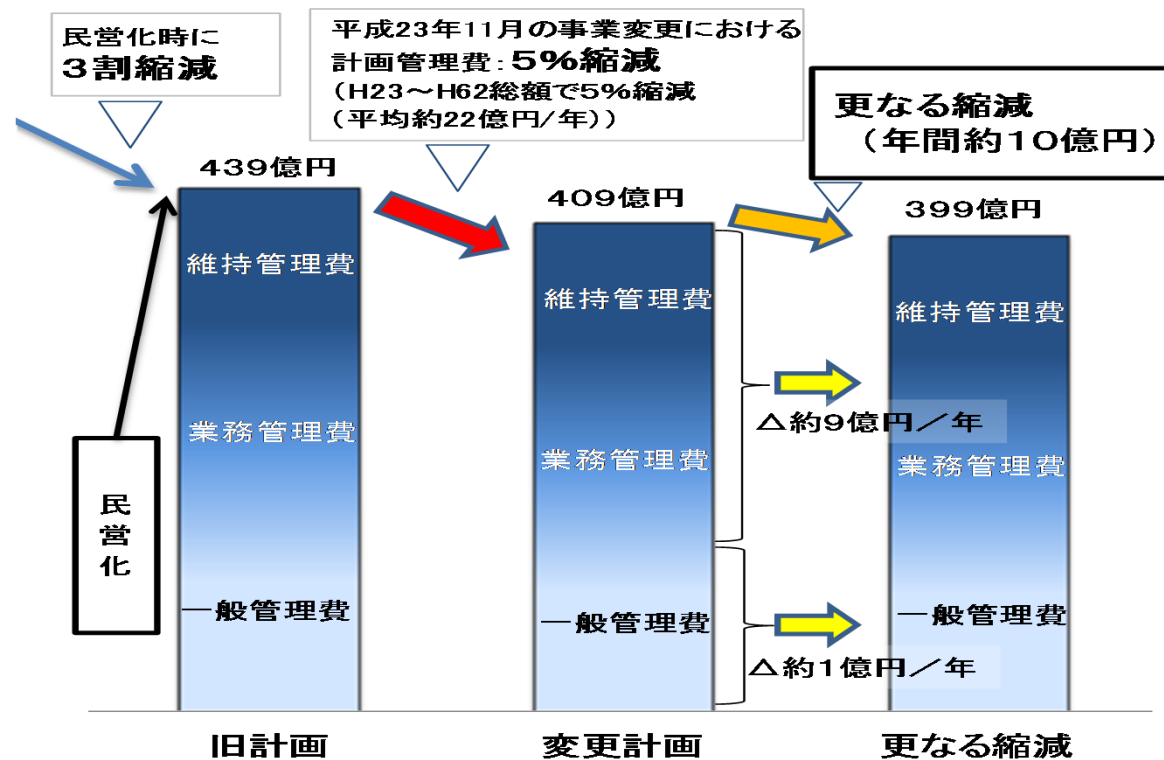 民営化時に
３割縮減
平成23年11月の事業変更における
計画管理費：５％縮減
（H23～H62総額で5％縮減
（平均約22億円/年））
更なる縮減
（年間約１０億円）
439億円
409億円
399億円
維持管理費
業務管理費
一般管理費
維持管理費
業務管理費
一般管理費
維持管理費
業務管理費
一般管理費
△約9億円／年
△約1億円／年
民営化
旧計画
変更計画
更なる縮減